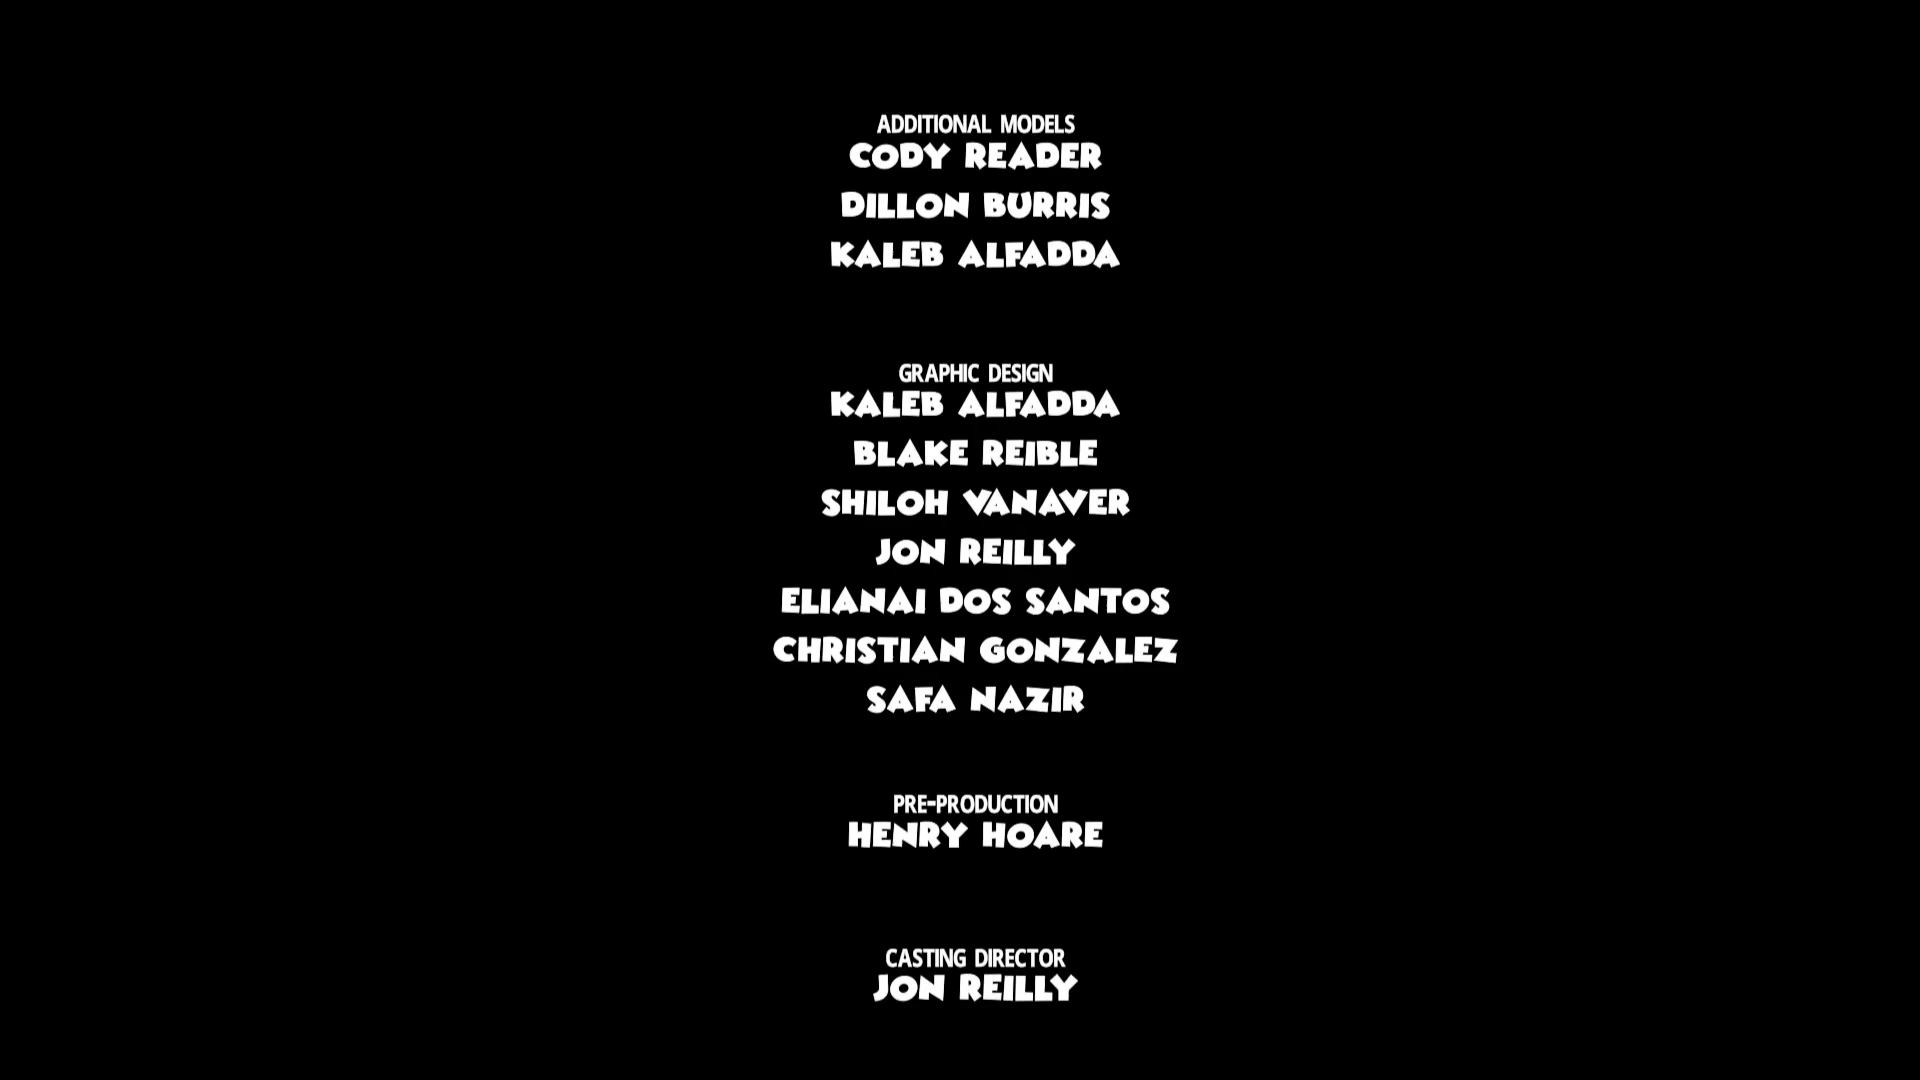 ADDITIONAL MODELS
CODY READER
DILLON BURRIS
KALEB ALFADDA
GRAPHIC DESIGN
KALEB ALFADDA
BLAKE REIBLE
SHILOH VANAVER
JON REILLY
ELIANAI DOS SANTOS
CHRISTIAN GONZALEZ
SAFA NAZIR
PRE-PRODUCTION
HENRY HOARE
CASTING DIRECTOR
JON REILLY